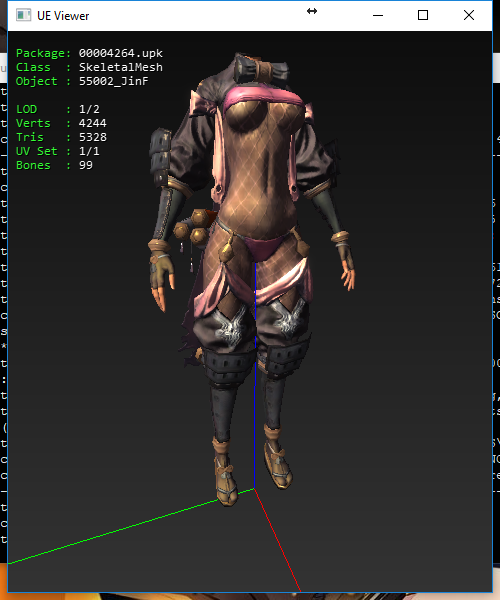 UE Viewer
Package: 00004264.upk
Class : SkeletalMesh
Object : 55002_JinF
LOD : 1/2
Verts : 4244
Tris : 5328
UV Set : 1/1
Bones : 99